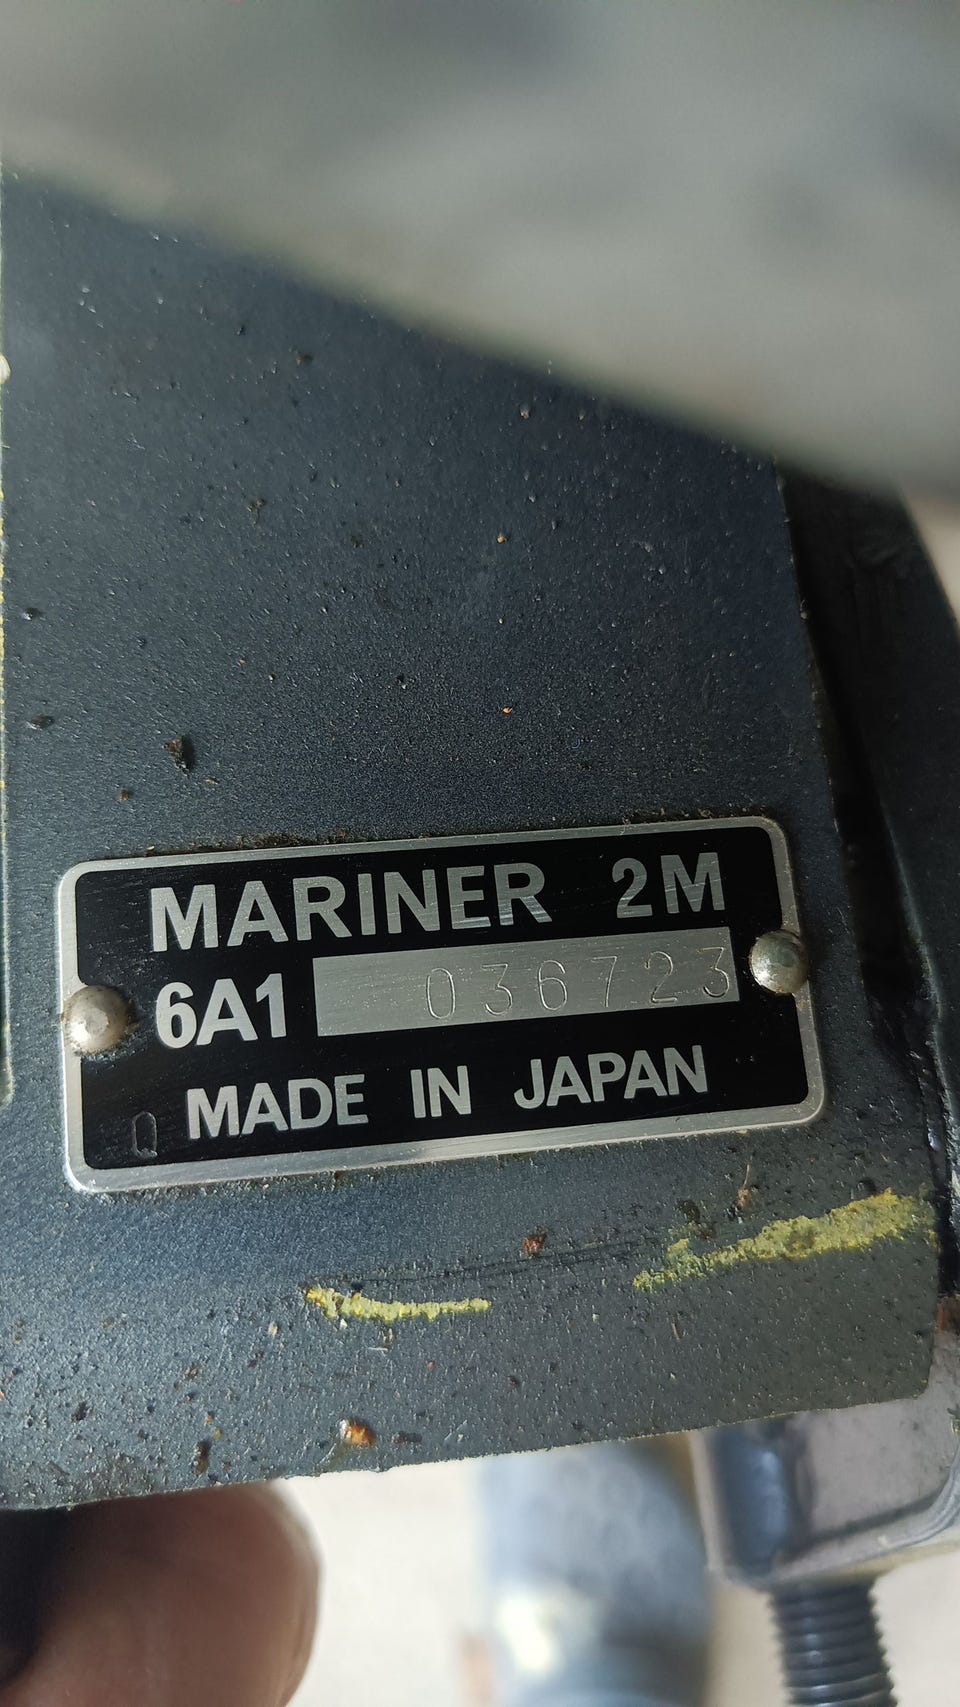 MARINER 2M
6A1 036723
Q MADE IN JAPAN